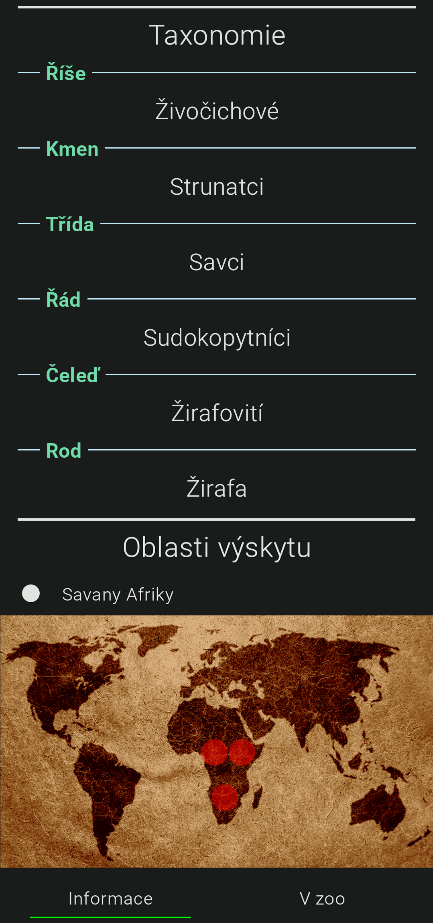 Taxonomie
Říše
Živočichové
Kmen
Strunatci
Třída
Savci
Řád
Sudokopytníci
Čeleď
Žirafovití
Rod
Žirafa
Oblasti výskytu
Savany Afriky
Informace
V zoo